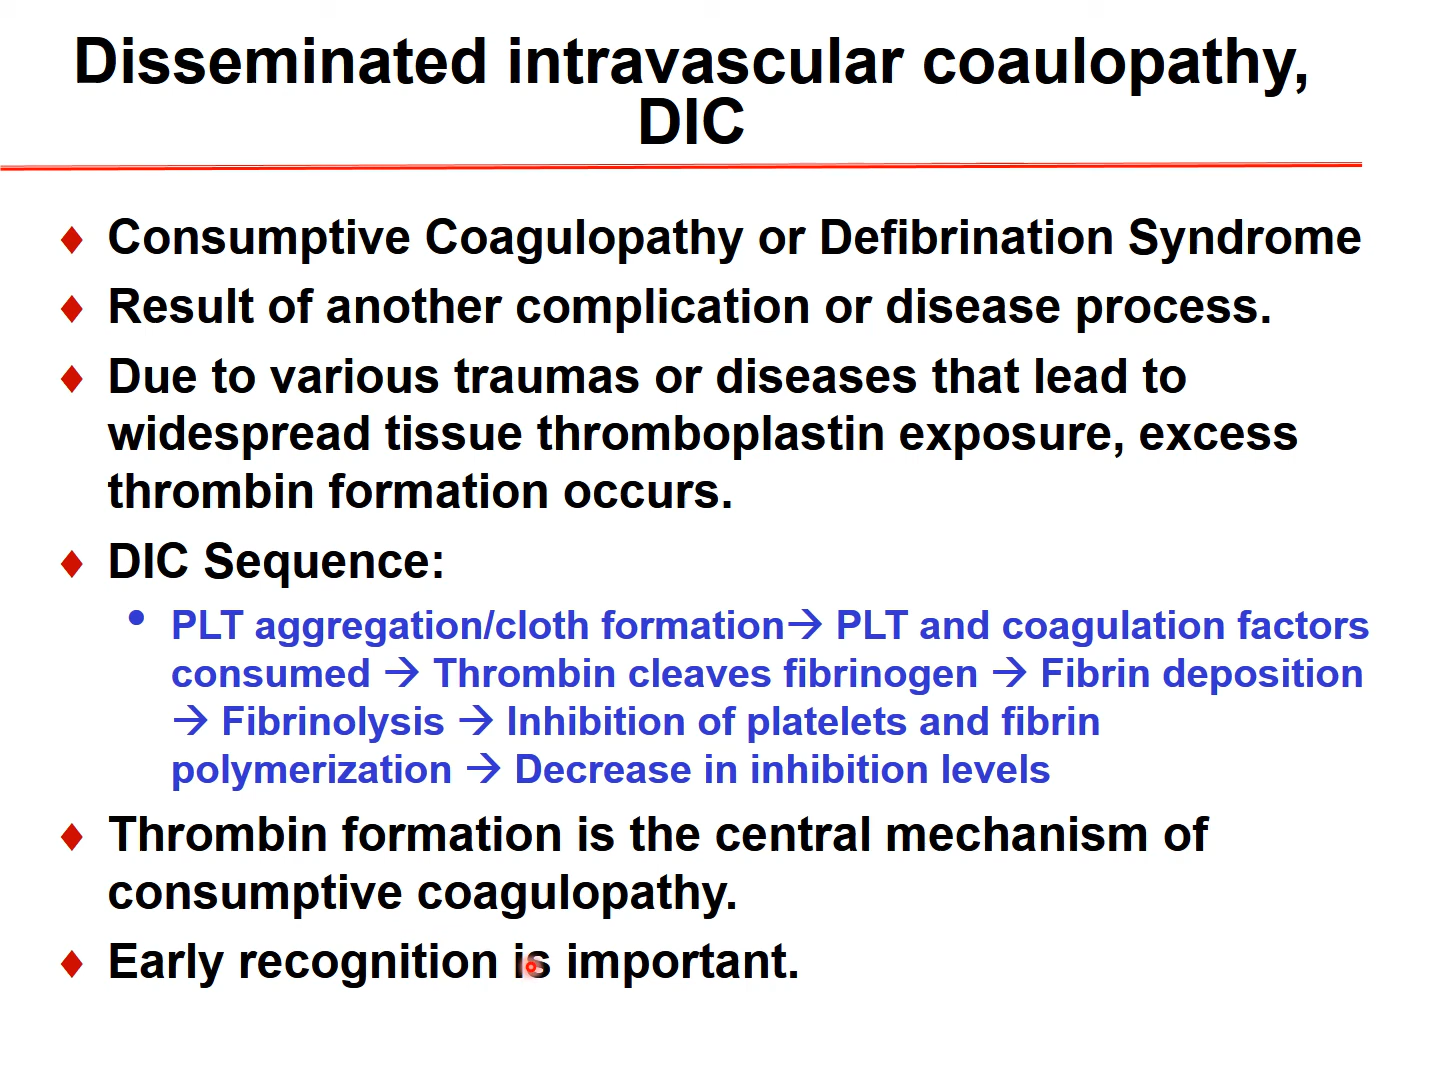 Disseminated intravascular coaulopathy,
DIC
♦ Consumptive Coagulopathy or Defibrination Syndrome
♦ Result of another complication or disease process.
♦ Due to various traumas or diseases that lead to
widespread tissue thromboplastin exposure, excess
thrombin formation occurs.
♦ DIC Sequence:
• PLT aggregation/cloth formation→ PLT and coagulation factors
consumed → Thrombin cleaves fibrinogen → Fibrin deposition
→ Fibrinolysis → Inhibition of platelets and fibrin
polymerization → Decrease in inhibition levels
♦ Thrombin formation is the central mechanism of
consumptive coagulopathy.
♦ Early recognition is important.